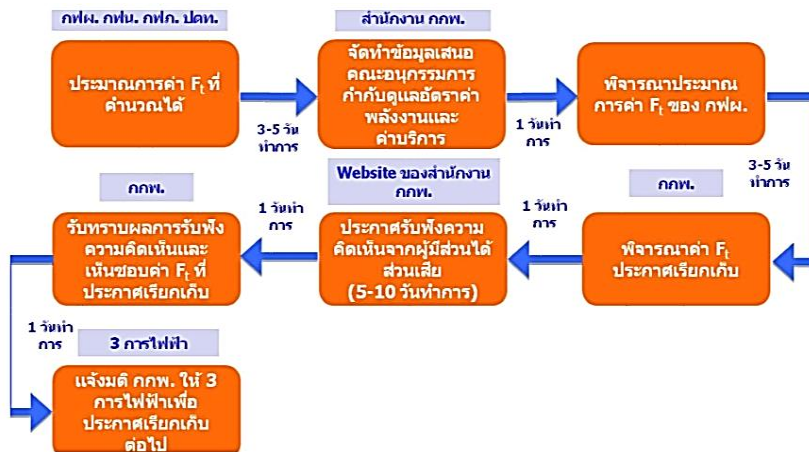 กฟผ. กฟน. กฟภ. ปตท.
ประมาณการค่า Ft ที่
คำนวณได้
3-5 วัน
ทำการ
สำนักงาน กกพ.
จัดทำข้อมูลเสนอ
คณะอนุกรรมการ
กำกับดูแลอัตราค่า
พลังงานและ
ค่าบริการ
1 วันทำ
การ
พิจารณาประมาณ
การค่า Ft ของ กฟผ.
3-5 วัน
ทำการ
กกพ.
พิจารณาค่า Ft
ประกาศเรียกเก็บ
1 วันทำ
การ
Website ของสำนักงาน
กกพ.
ประกาศรับฟังความ
คิดเห็นจากผู้มีส่วนได้
ส่วนเสีย
(5-10 วันทำการ)
1 วันทำ
การ
กกพ.
รับทราบผลการรับฟัง
ความคิดเห็นและ
เห็นชอบค่า Ft ที่
ประกาศเรียกเก็บ
1 วันทำ
การ
3 การไฟฟ้า
แจ้งมติ กกพ. ให้ 3
การไฟฟ้าเพื่อ
ประกาศเรียกเก็บ
ต่อไป